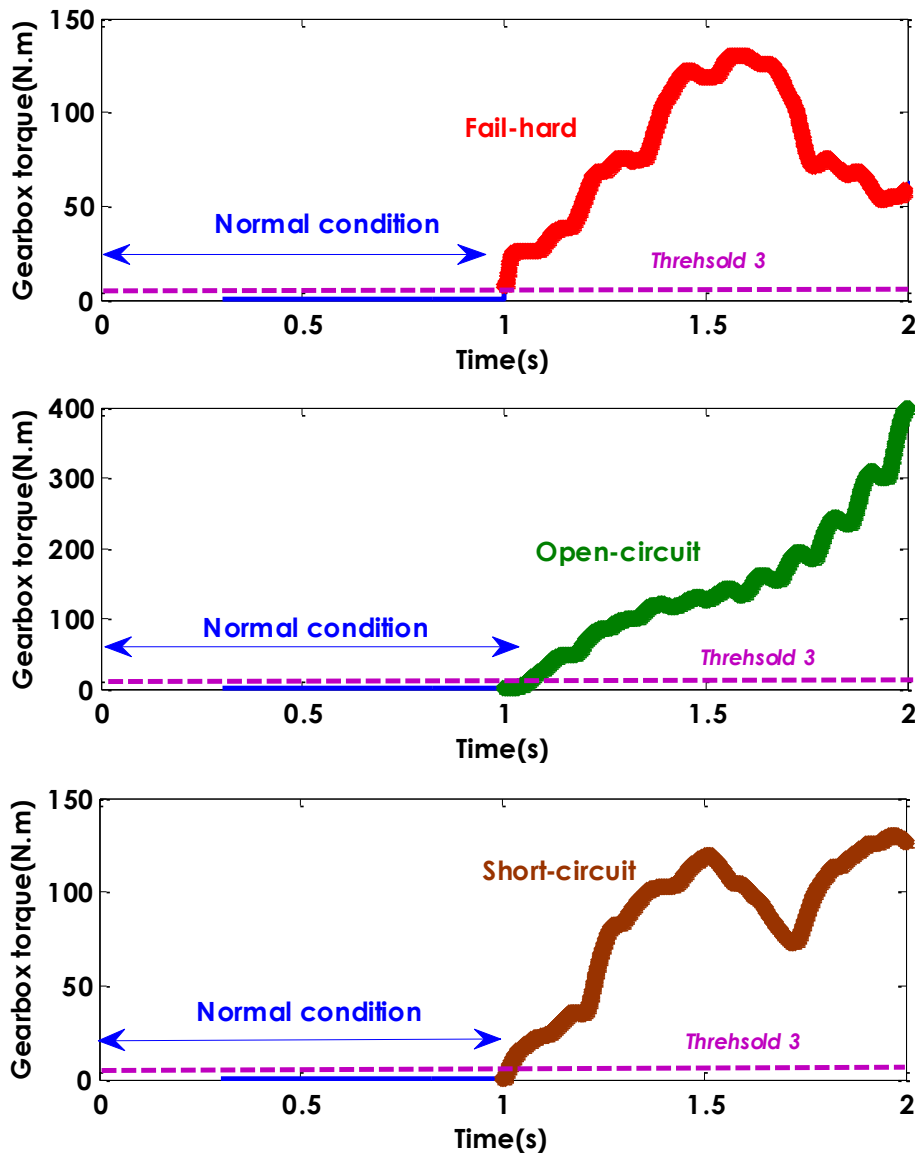 150
100
50
0
Gearbox torque(N.m)
Fail-hard
Normal condition
Threhsold 3
0
0.5
1
1.5
2
Time(s)
400
300
200
100
0
Gearbox torque(N.m)
Open-circuit
Normal condition
Threhsold 3
0
0.5
1
1.5
2
Time(s)
150
100
50
0
Gearbox torque(N.m)
Short-circuit
Normal condition
Threhsold 3
0
0.5
1
1.5
2
Time(s)